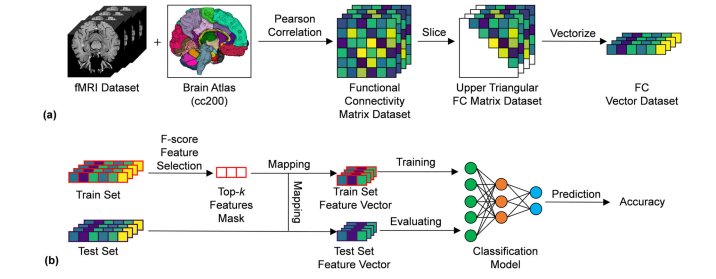 Pearson
Correlation
Slice
Vectorize
+
fMRI Dataset
Brain Atlas
(cc200)
Functional
Connectivity
Matrix Dataset
Upper Triangular
FC Matrix Dataset
FC
Vector Dataset
(a)
F-score
Feature
Selection
Mapping
Training
Train Set
Top-k
Features
Mask
Mapping
Train Set
Feature Vector
Prediction
Accuracy
Evaluating
Test Set
Test Set
Feature Vector
Classification
Model
(b)